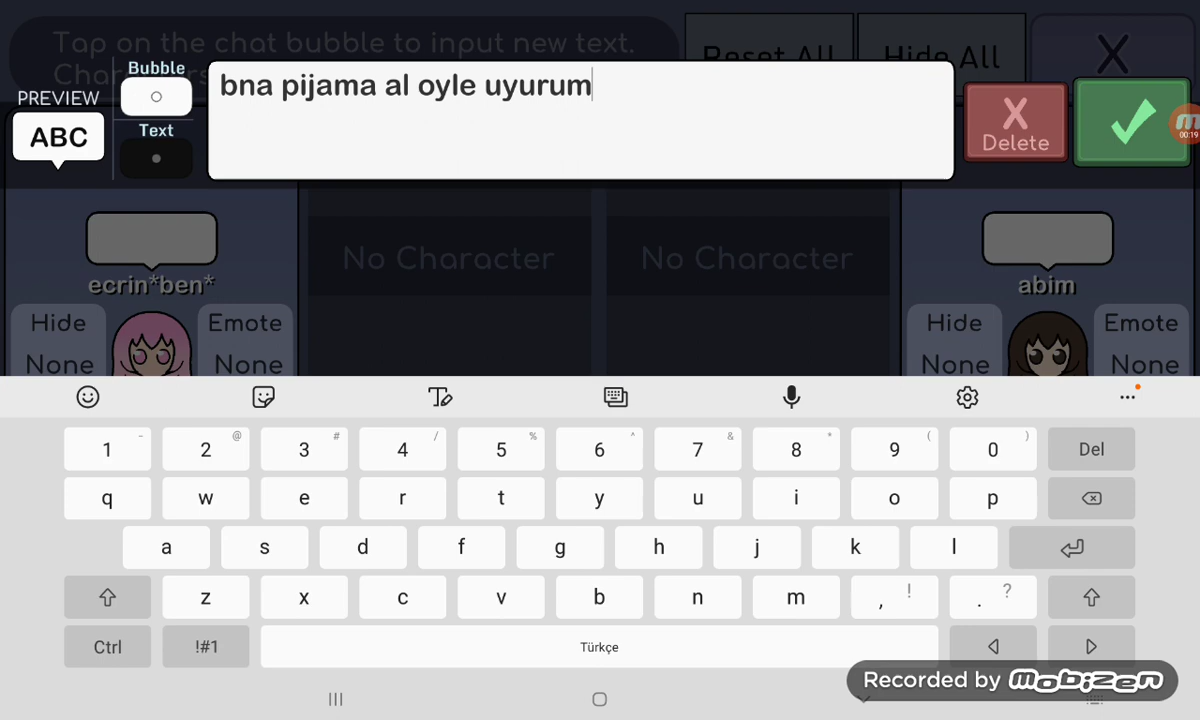 Tap on the chat bubble to input new text.
Reset All
Hide All
X
Bubble
bna pijama al oyle uyurum
PREVIEW
ABC
Text
X
Delete
00:19
No Character
No Character
ecrin*ben*
abim
Hide
Emote
Hide
Emote
None
None
None
None
1 2 3 4 5 6 7 8 9 0 Del
q w e r t y u i o p
a s d f g h j k l
z x c v b n m , ! . ?
Ctrl !#1 Türkçe
Recorded by mobizen